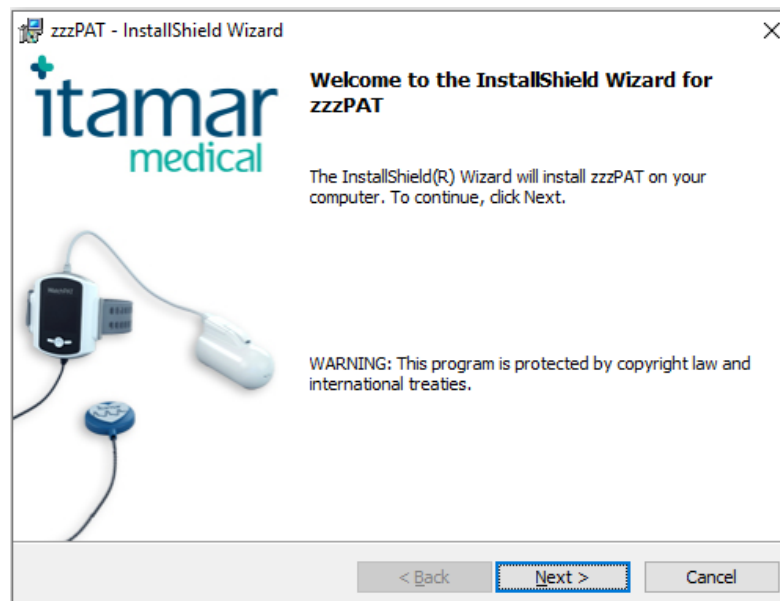 zzzPAT - InstallShield Wizard
itamar
medical
Welcome to the InstallShield Wizard for
zzzPAT
The InstallShield(R) Wizard will install zzzPAT on your
computer. To continue, click Next.
WatchPAT
WARNING: This program is protected by copyright law and
international treaties.
< Back
Next >
Cancel